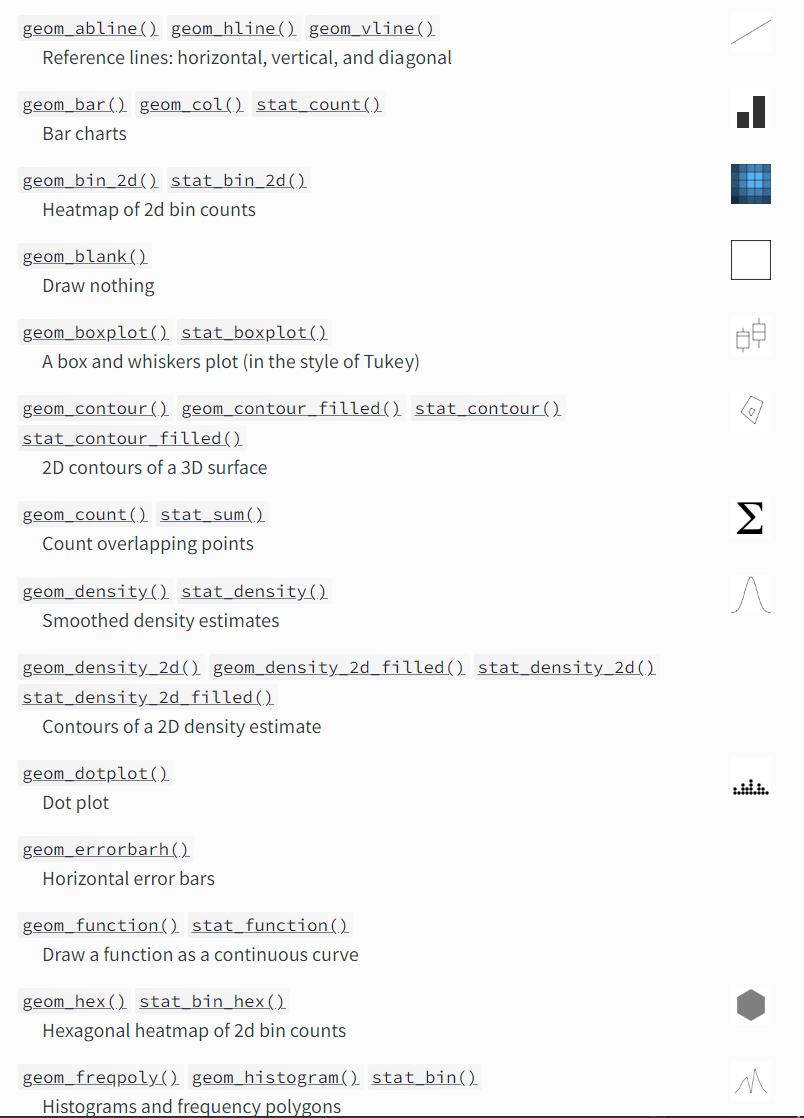 geom_abline() geom_hline() geom_vline()
Reference lines: horizontal, vertical, and diagonal
geom_bar() geom_col() stat_count()
Bar charts
geom_bin_2d() stat_bin_2d()
Heatmap of 2d bin counts
geom_blank()
Draw nothing
geom_boxplot() stat_boxplot()
A box and whiskers plot (in the style of Tukey)
geom_contour() geom_contour_filled() stat_contour()
stat_contour_filled()
2D contours of a 3D surface
geom_count() stat_sum()
Σ
Count overlapping points
geom_density() stat_density()
Smoothed density estimates
geom_density_2d() geom_density_2d_filled() stat_density_2d()
stat_density_2d_filled()
Contours of a 2D density estimate
geom_dotplot()
Dot plot
geom_errorbarh()
Horizontal error bars
geom_function() stat_function()
Draw a function as a continuous curve
geom_hex() stat_bin_hex()
Hexagonal heatmap of 2d bin counts
geom_freqpoly() geom_histogram() stat_bin()
Histograms and frequency polygons